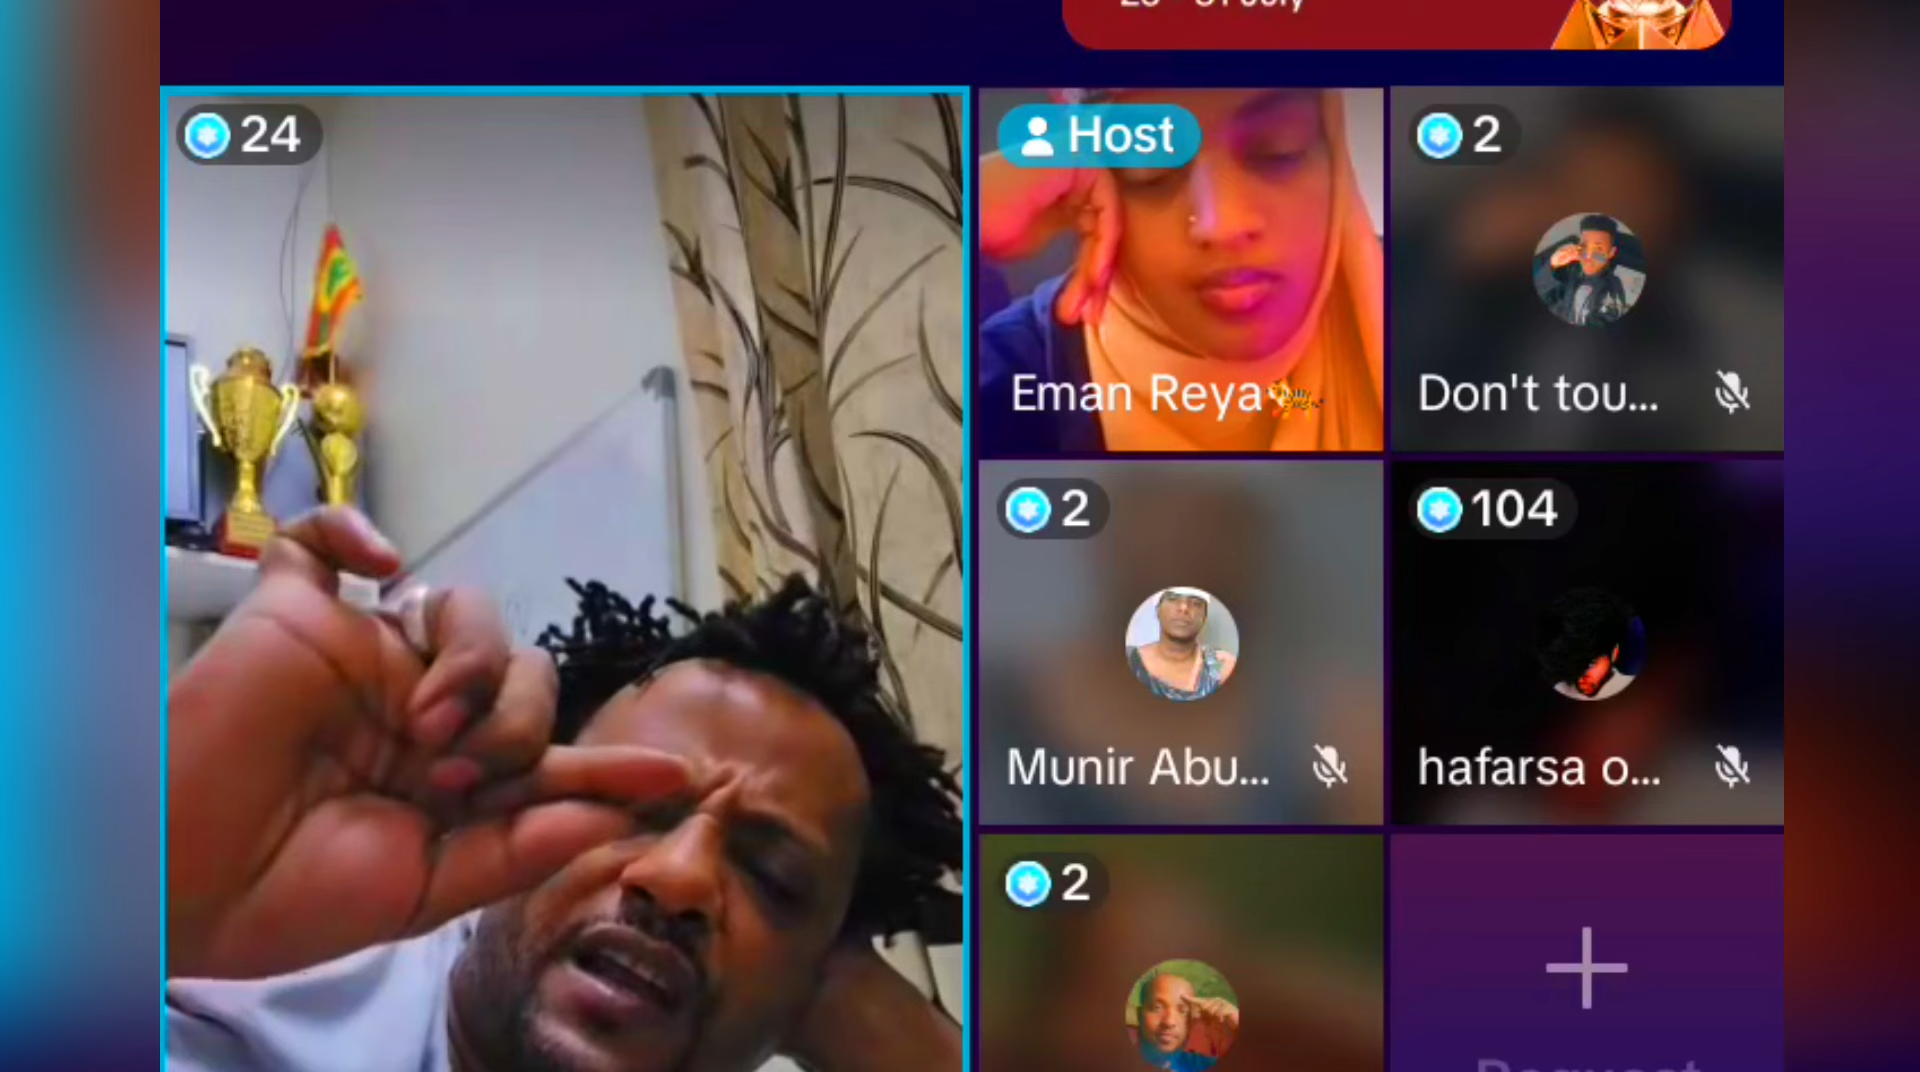 24
Host
2
Eman Reya
Don't tou...
2
104
Munir Abu...
hafarsa o...
2